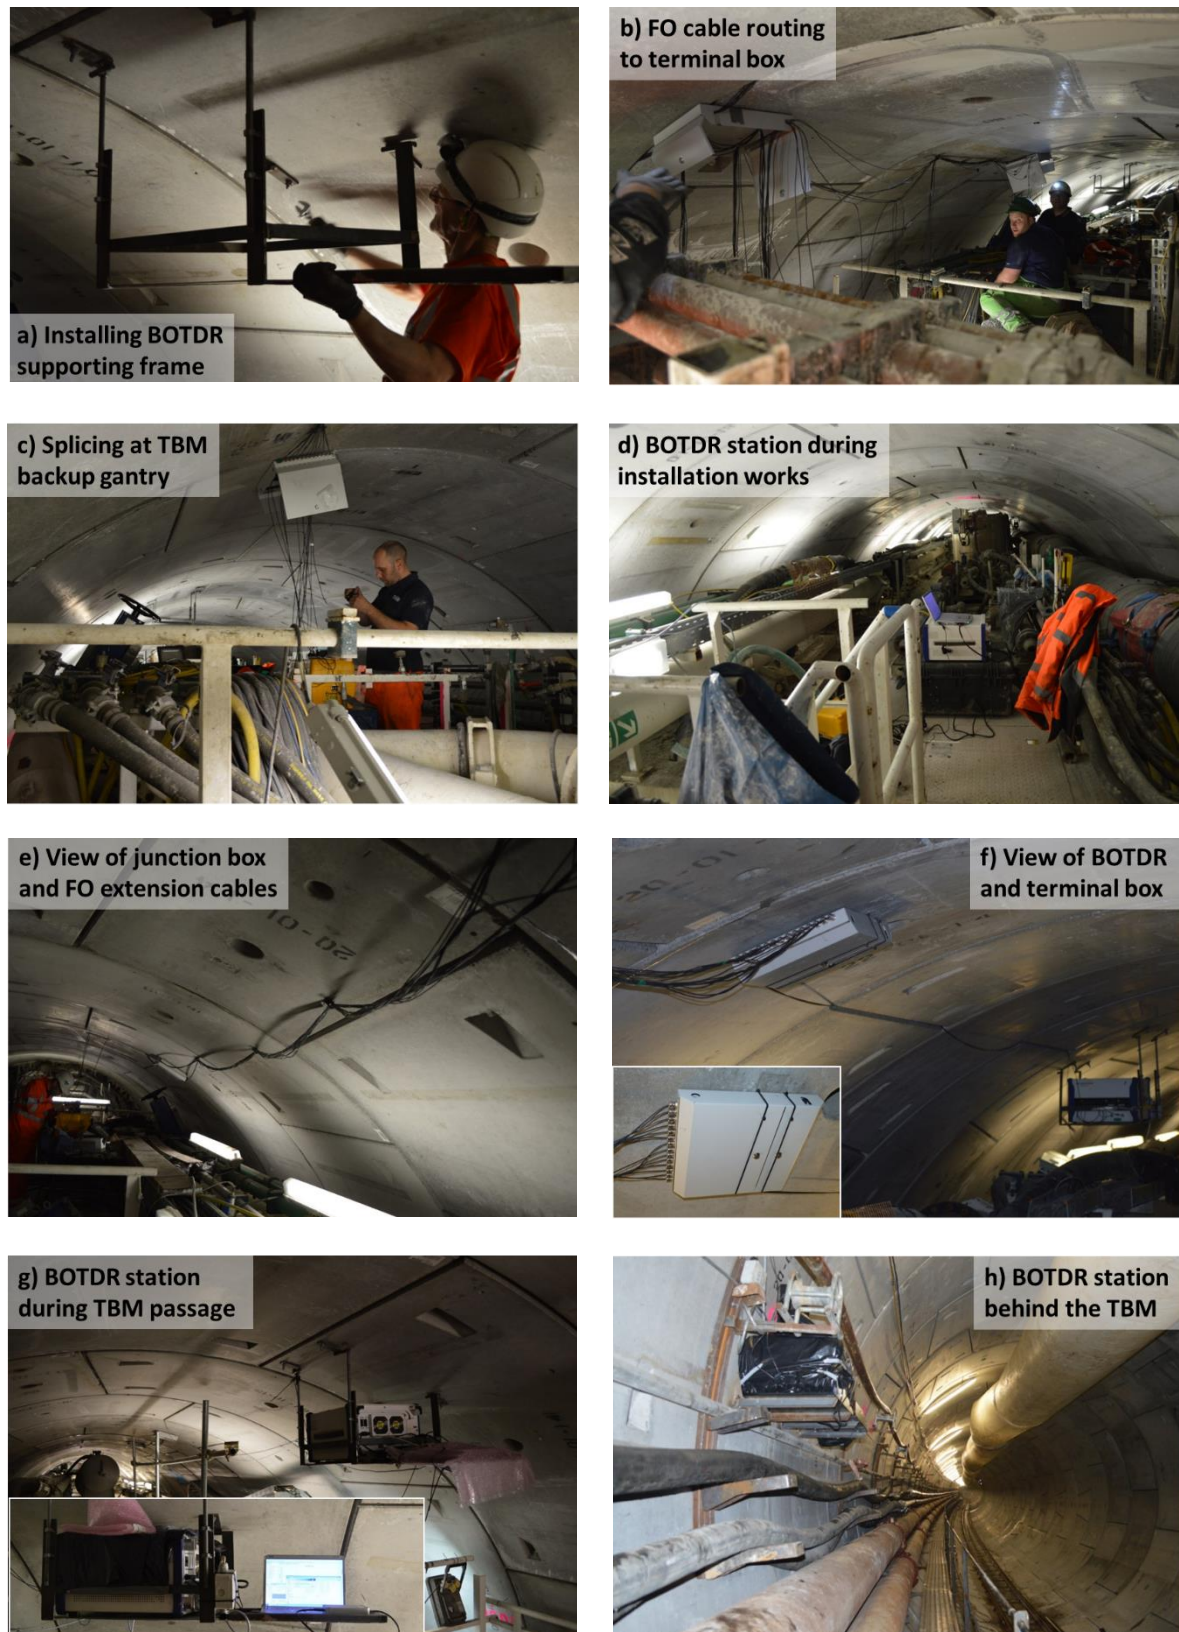 a) Installing BOTDR
supporting frame
b) FO cable routing
to terminal box
c) Splicing at TBM
backup gantry
d) BOTDR station during
installation works
e) View of junction box
and FO extension cables
20-01
f) View of BOTDR
and terminal box
g) BOTDR station
during TBM passage
h) BOTDR station
behind the TBM